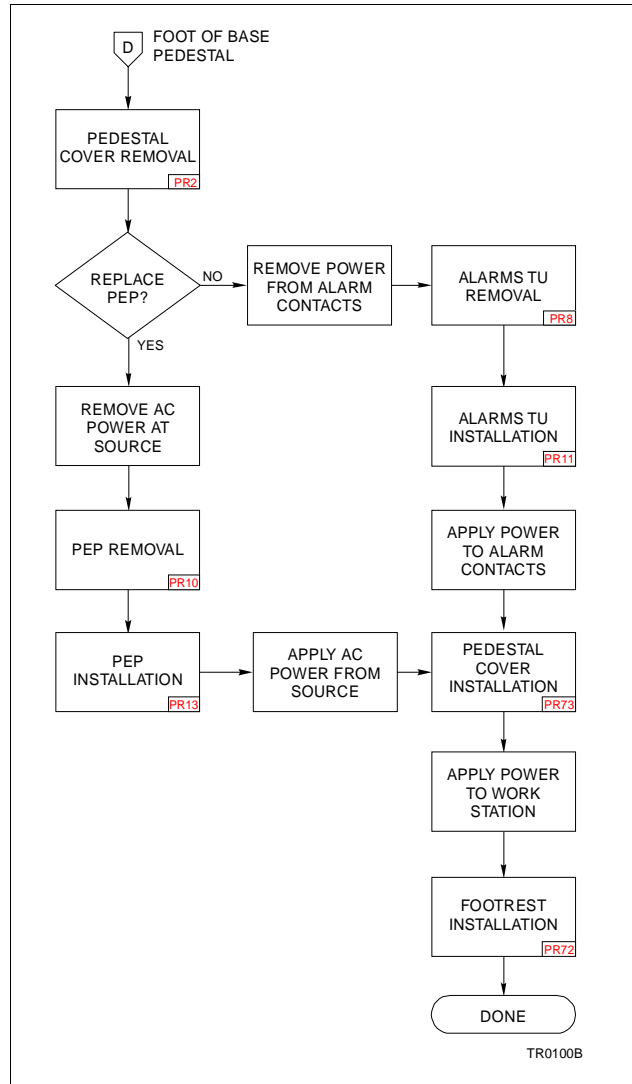 D
FOOT OF BASE
PEDESTAL
PEDESTAL
COVER REMOVAL
PR2
REPLACE
PEP?
NO
YES
REMOVE POWER
FROM ALARM
CONTACTS
ALARMS TU
REMOVAL
PR8
REMOVE AC
POWER AT
SOURCE
ALARMS TU
INSTALLATION
PR11
PEP REMOVAL
PR10
APPLY POWER
TO ALARM
CONTACTS
PEP
INSTALLATION
PR13
APPLY AC
POWER FROM
SOURCE
PEDESTAL
COVER
INSTALLATION
PR73
APPLY POWER
TO WORK
STATION
FOOTREST
INSTALLATION
PR72
DONE
TR0100B